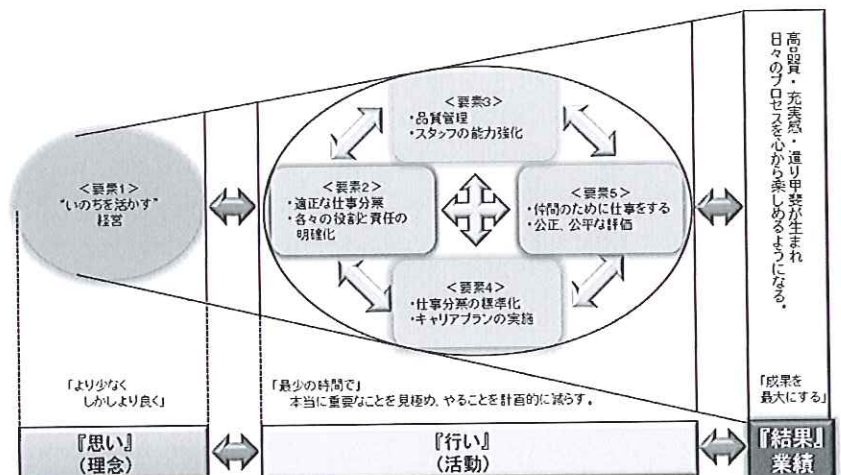 <要素1>
"いのちを活かす"
経営
<要素3>
・品質管理
・スタッフの能力強化
<要素2>
・適正な仕事分票
・各々の役割と責任の
明確化
<要素5>
・仲間のために仕事をする
・公正、公平な評価
<要素4>
・仕事分票の標準化
・キャリアプランの実施
高品質・充実感・遣り甲斐が生まれ
日々のプロセスを心から楽しめるようになる。
「より少なく
しかしより良く」
「最少の時間で」
本当に重要なことを見極め、やることを計画的に減らす。
「成果を
最大にする」
『思い』
(理念)
『行い』
(活動)
『結果』
業績